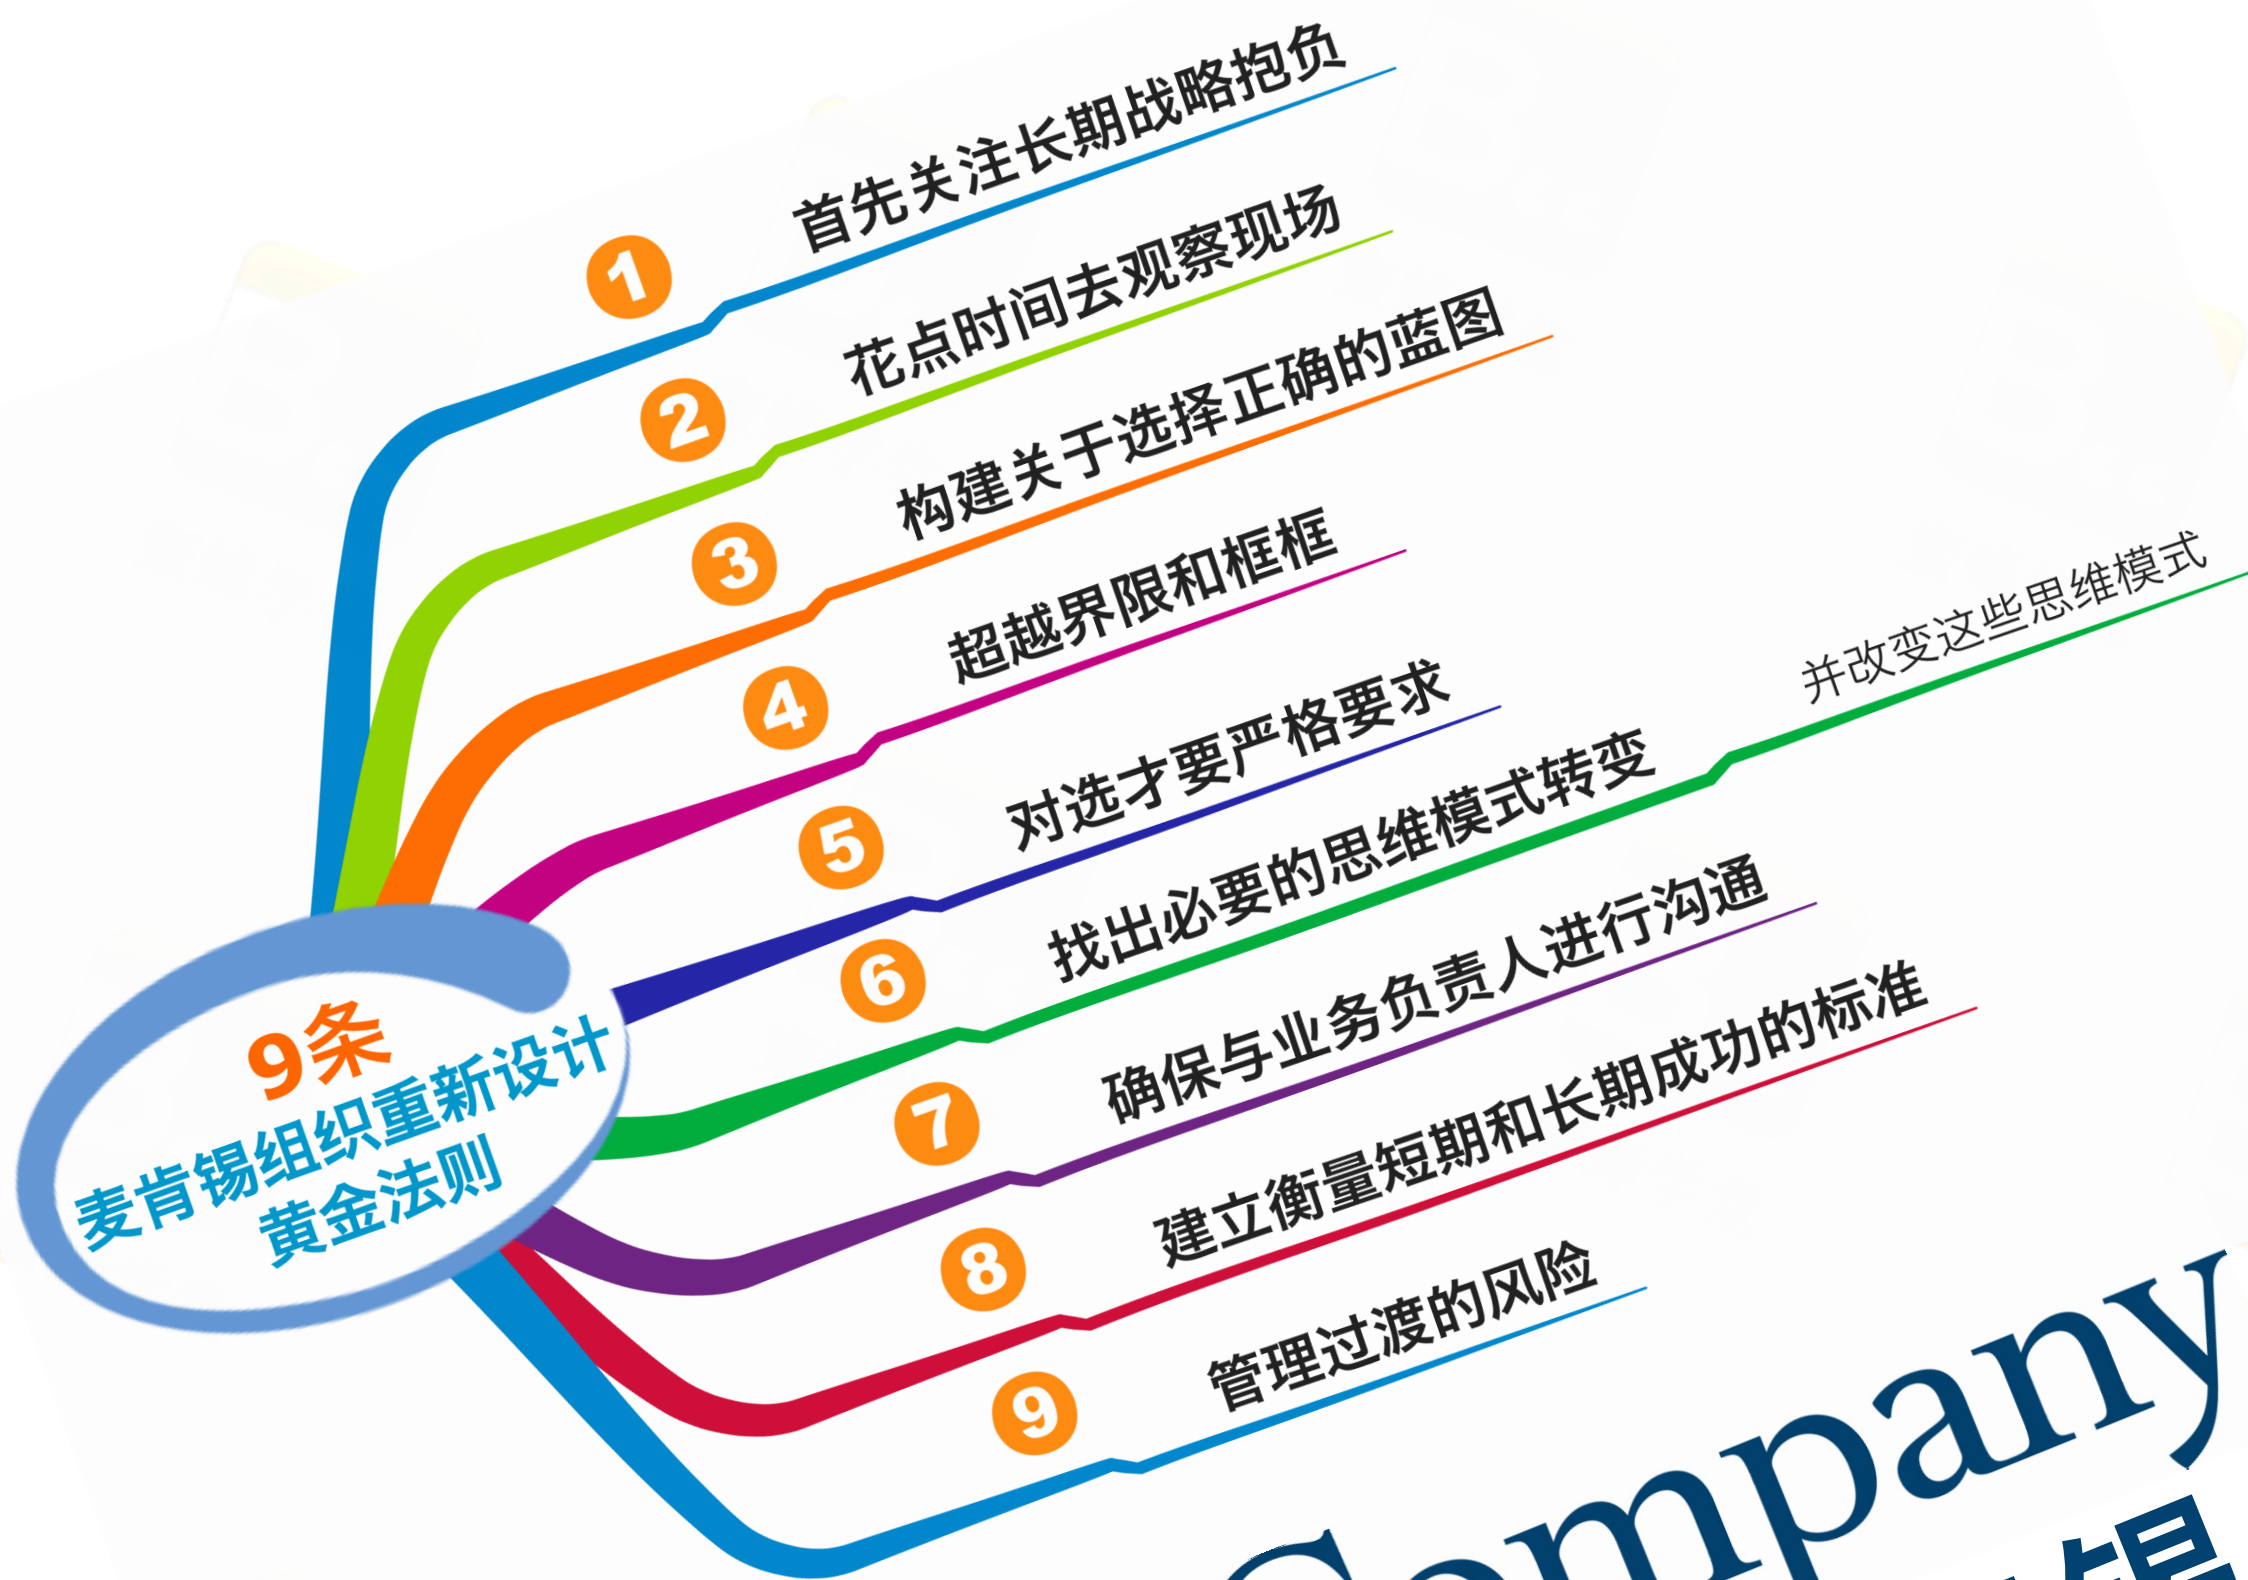 1 首先关注长期战略抱负
2 花点时间去观察现场
3 构建关于选择正确的蓝图
4 超越界限和框框
5 对选才要严格要求
6 找出必要的思维模式转变
并改变这些思维模式
7 确保与业务负责人进行沟通
8 建立衡量短期和长期成功的标准
9 管理过渡的风险
9条
麦肯锡组织重新设计
黄金法则
Company
锡